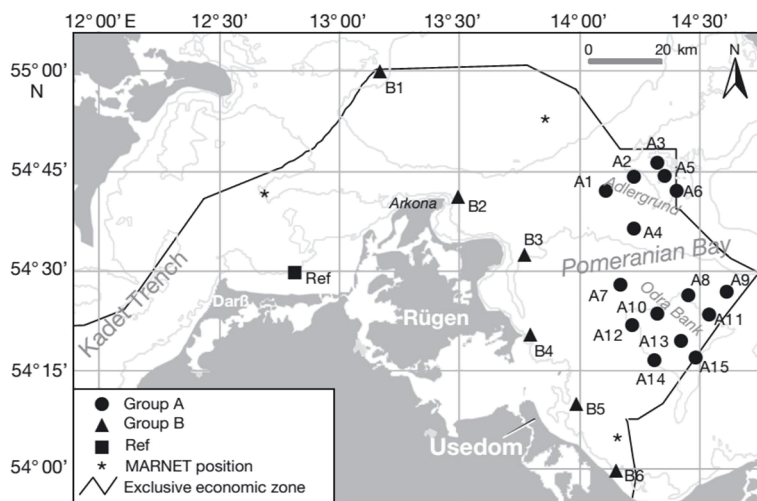 12°00' E
12°30'
13°00'
13°30'
14°00'
14°30'
55°00'
N
54°45'
54°30'
54°15'
54°00'
0 20 km
N
B1
A3
A2
A5
A1
A6
Adlergrund
Arkona
B2
A4
B3
Pomeranian Bay
Kadet Trench
Ref
Darß
A7
A8
A9
Odra Bank
A10
A11
Rügen
A12
A13
B4
A14
A15
B5
Usedom
B6
Group A
Group B
Ref
* MARNET position
Exclusive economic zone